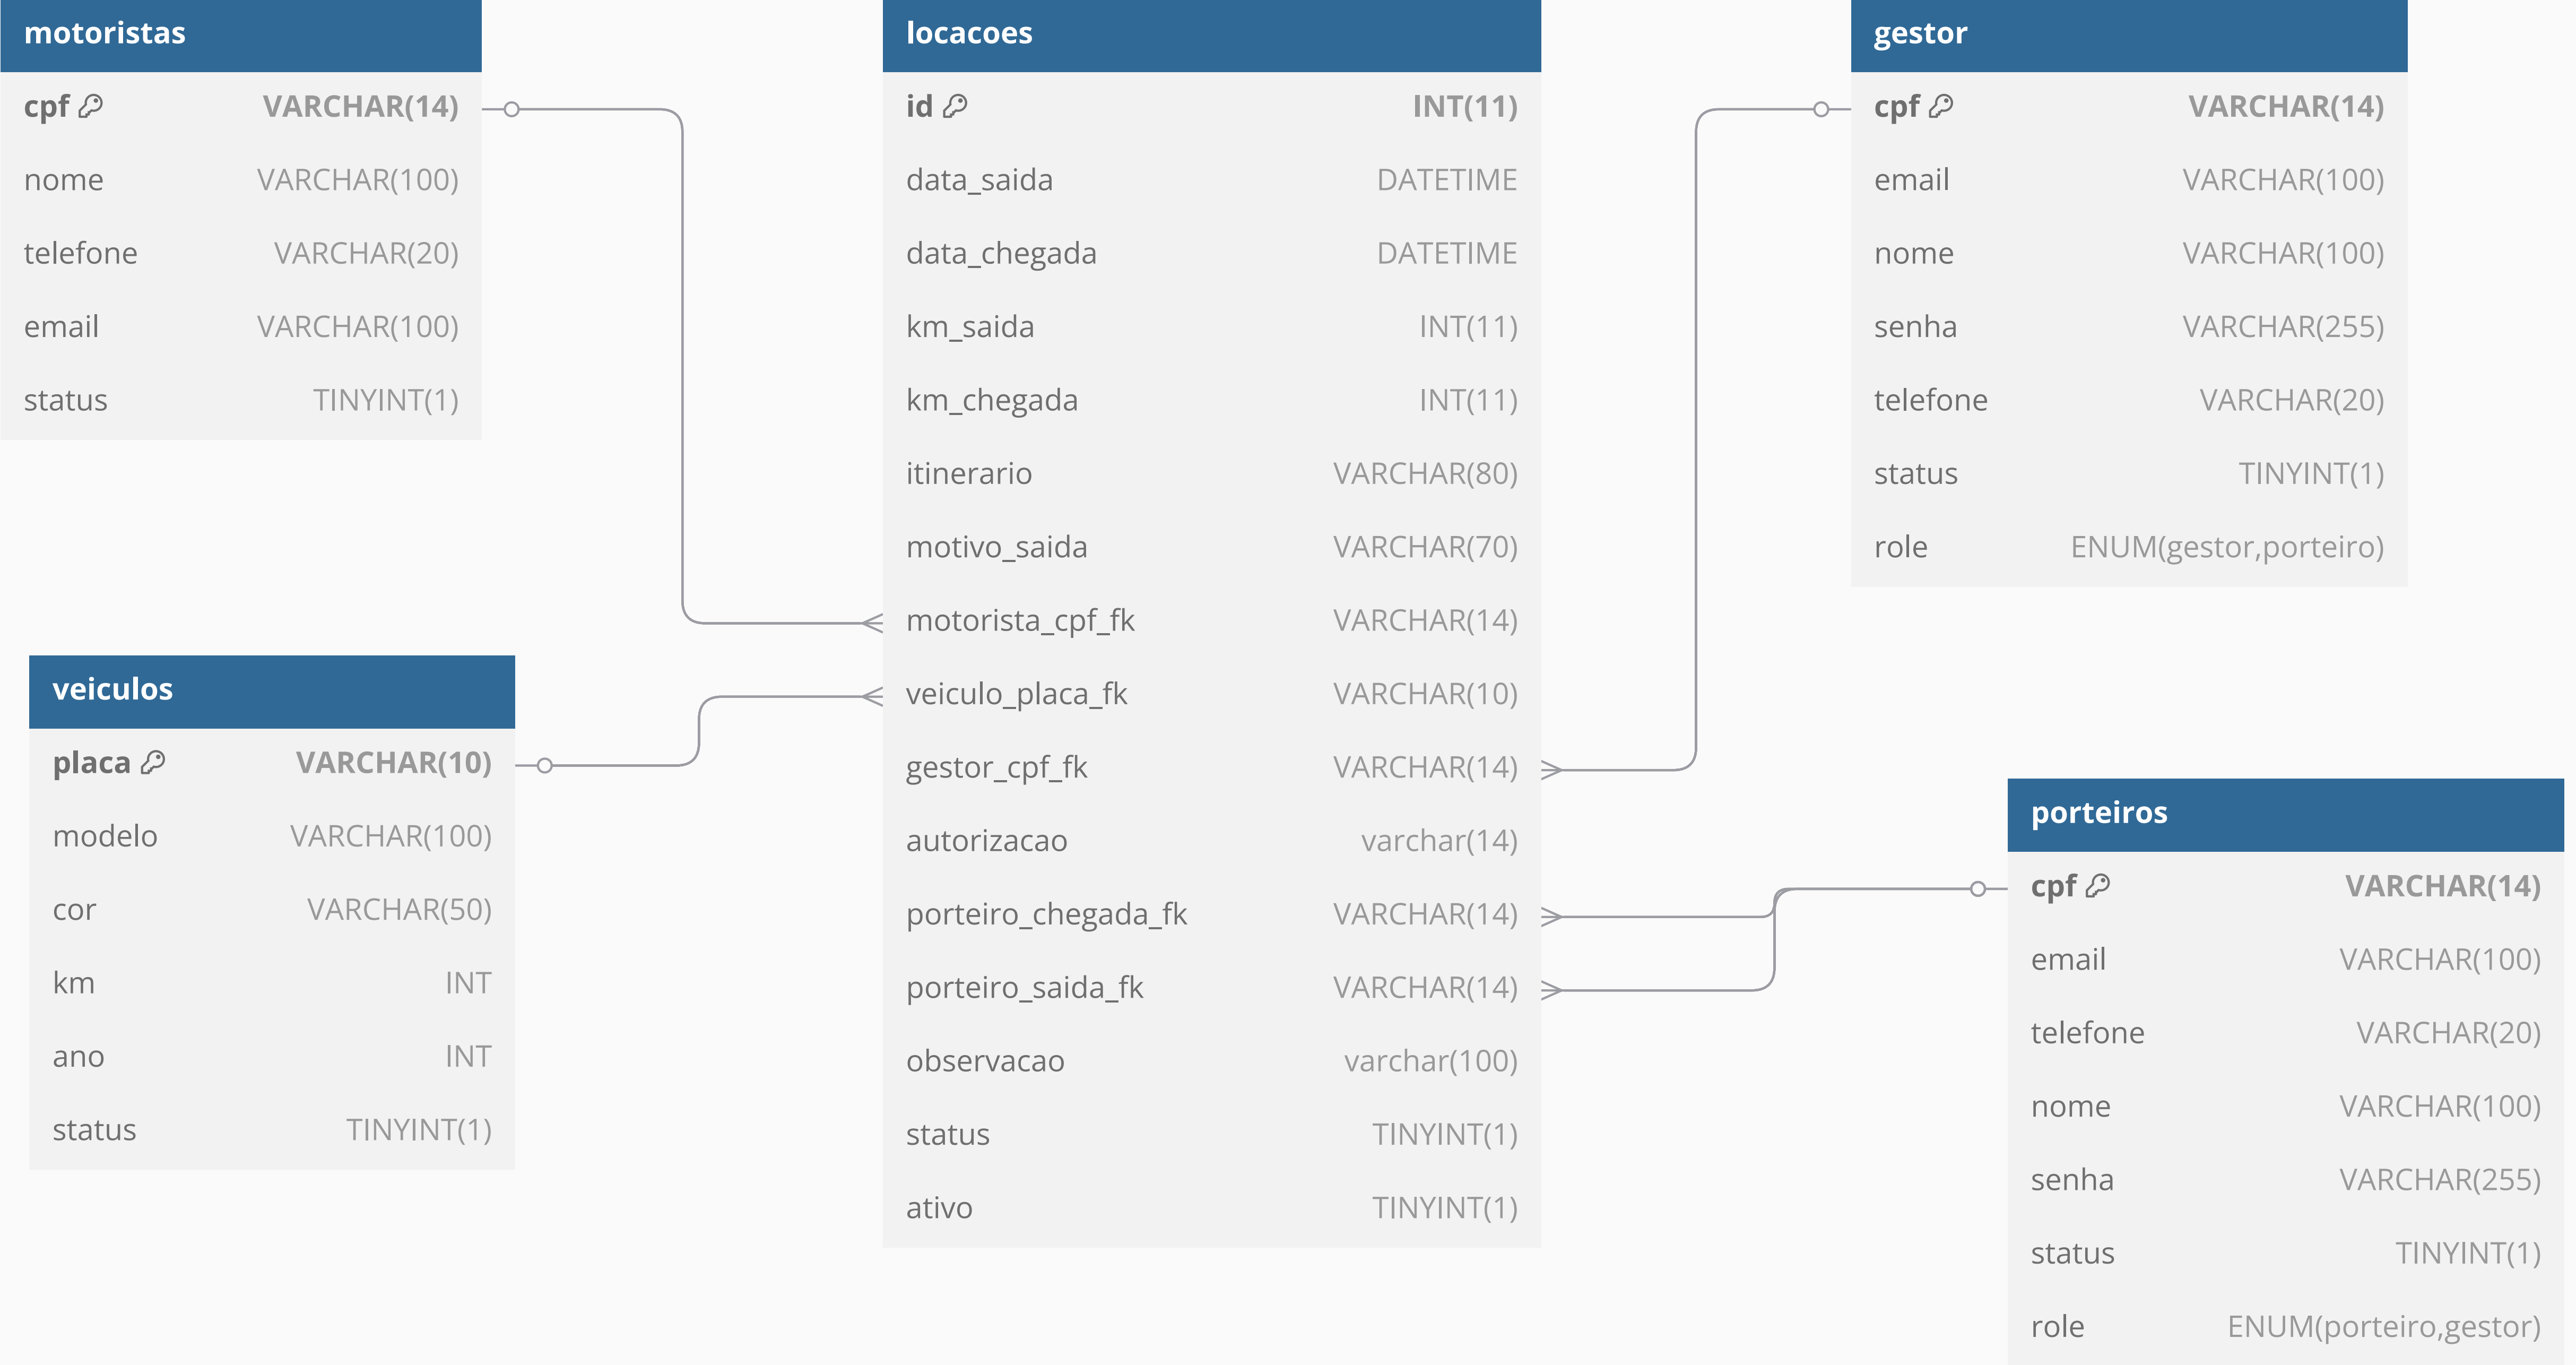 motoristas
cpf VARCHAR(14)
nome VARCHAR(100)
telefone VARCHAR(20)
email VARCHAR(100)
status TINYINT(1)
veiculos
placa VARCHAR(10)
modelo VARCHAR(100)
cor VARCHAR(50)
km INT
ano INT
status TINYINT(1)
locacoes
id INT(11)
data_saida DATETIME
data_chegada DATETIME
km_saida INT(11)
km_chegada INT(11)
itinerario VARCHAR(80)
motivo_saida VARCHAR(70)
motorista_cpf_fk VARCHAR(14)
veiculo_placa_fk VARCHAR(10)
gestor_cpf_fk VARCHAR(14)
autorizacao varchar(14)
porteiro_chegada_fk VARCHAR(14)
porteiro_saida_fk VARCHAR(14)
observacao varchar(100)
status TINYINT(1)
ativo TINYINT(1)
gestor
cpf VARCHAR(14)
email VARCHAR(100)
nome VARCHAR(100)
senha VARCHAR(255)
telefone VARCHAR(20)
status TINYINT(1)
role ENUM(gestor,porteiro)
porteiros
cpf VARCHAR(14)
email VARCHAR(100)
telefone VARCHAR(20)
nome VARCHAR(100)
senha VARCHAR(255)
status TINYINT(1)
role ENUM(porteiro,gestor)